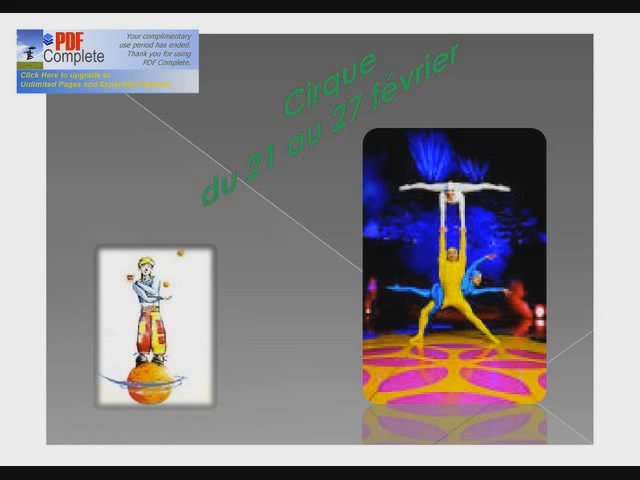 Your complimentary
use period has ended.
Thank you for using
PDF Complete.
PDF
Complete
Click Here to upgrade to
Unlimited Pages and Expanded Features
Cirque
du 21 au 27 février